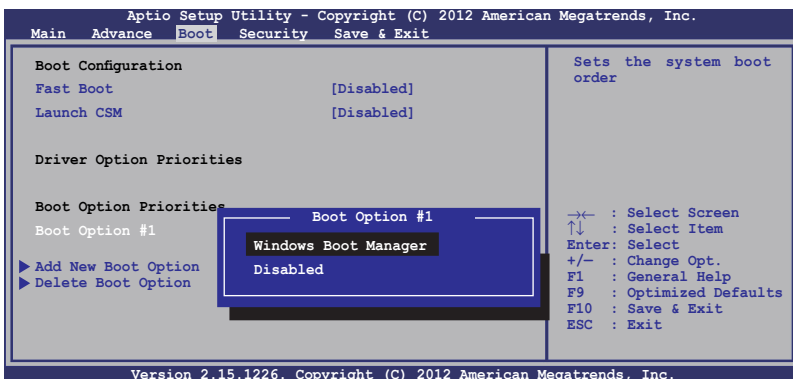 Aptio Setup Utility - Copyright (C) 2012 American Megatrends, Inc.
Main Advance Boot Security Save & Exit
Boot Configuration
Fast Boot [Disabled]
Launch CSM [Disabled]
Driver Option Priorities
Boot Option Priorities
Boot Option #1
Add New Boot Option
Delete Boot Option
Boot Option #1
Windows Boot Manager
Disabled
Sets the system boot
order
→← : Select Screen
↑↓ : Select Item
Enter: Select
+/— : Change Opt.
F1 : General Help
F9 : Optimized Defaults
F10 : Save & Exit
ESC : Exit
Version 2.15.1226. Copyright (C) 2012 American Megatrends, Inc.